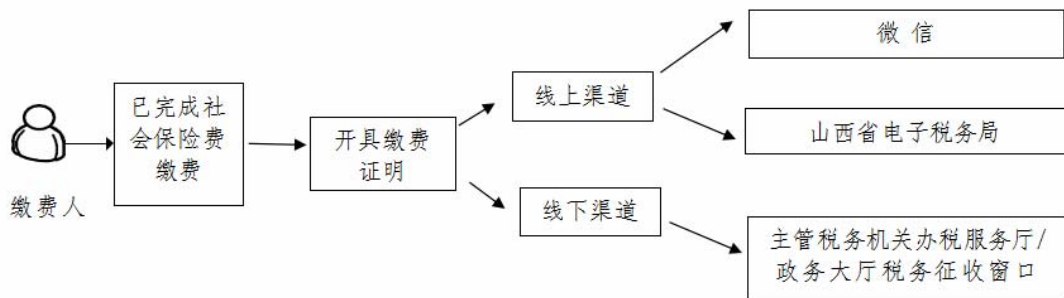 缴费人
已完成社
会保险费
缴费
开具缴费
证明
线上渠道
线下渠道
微 信
山西省电子税务局
主管税务机关办税服务厅/
政务大厅税务征收窗口